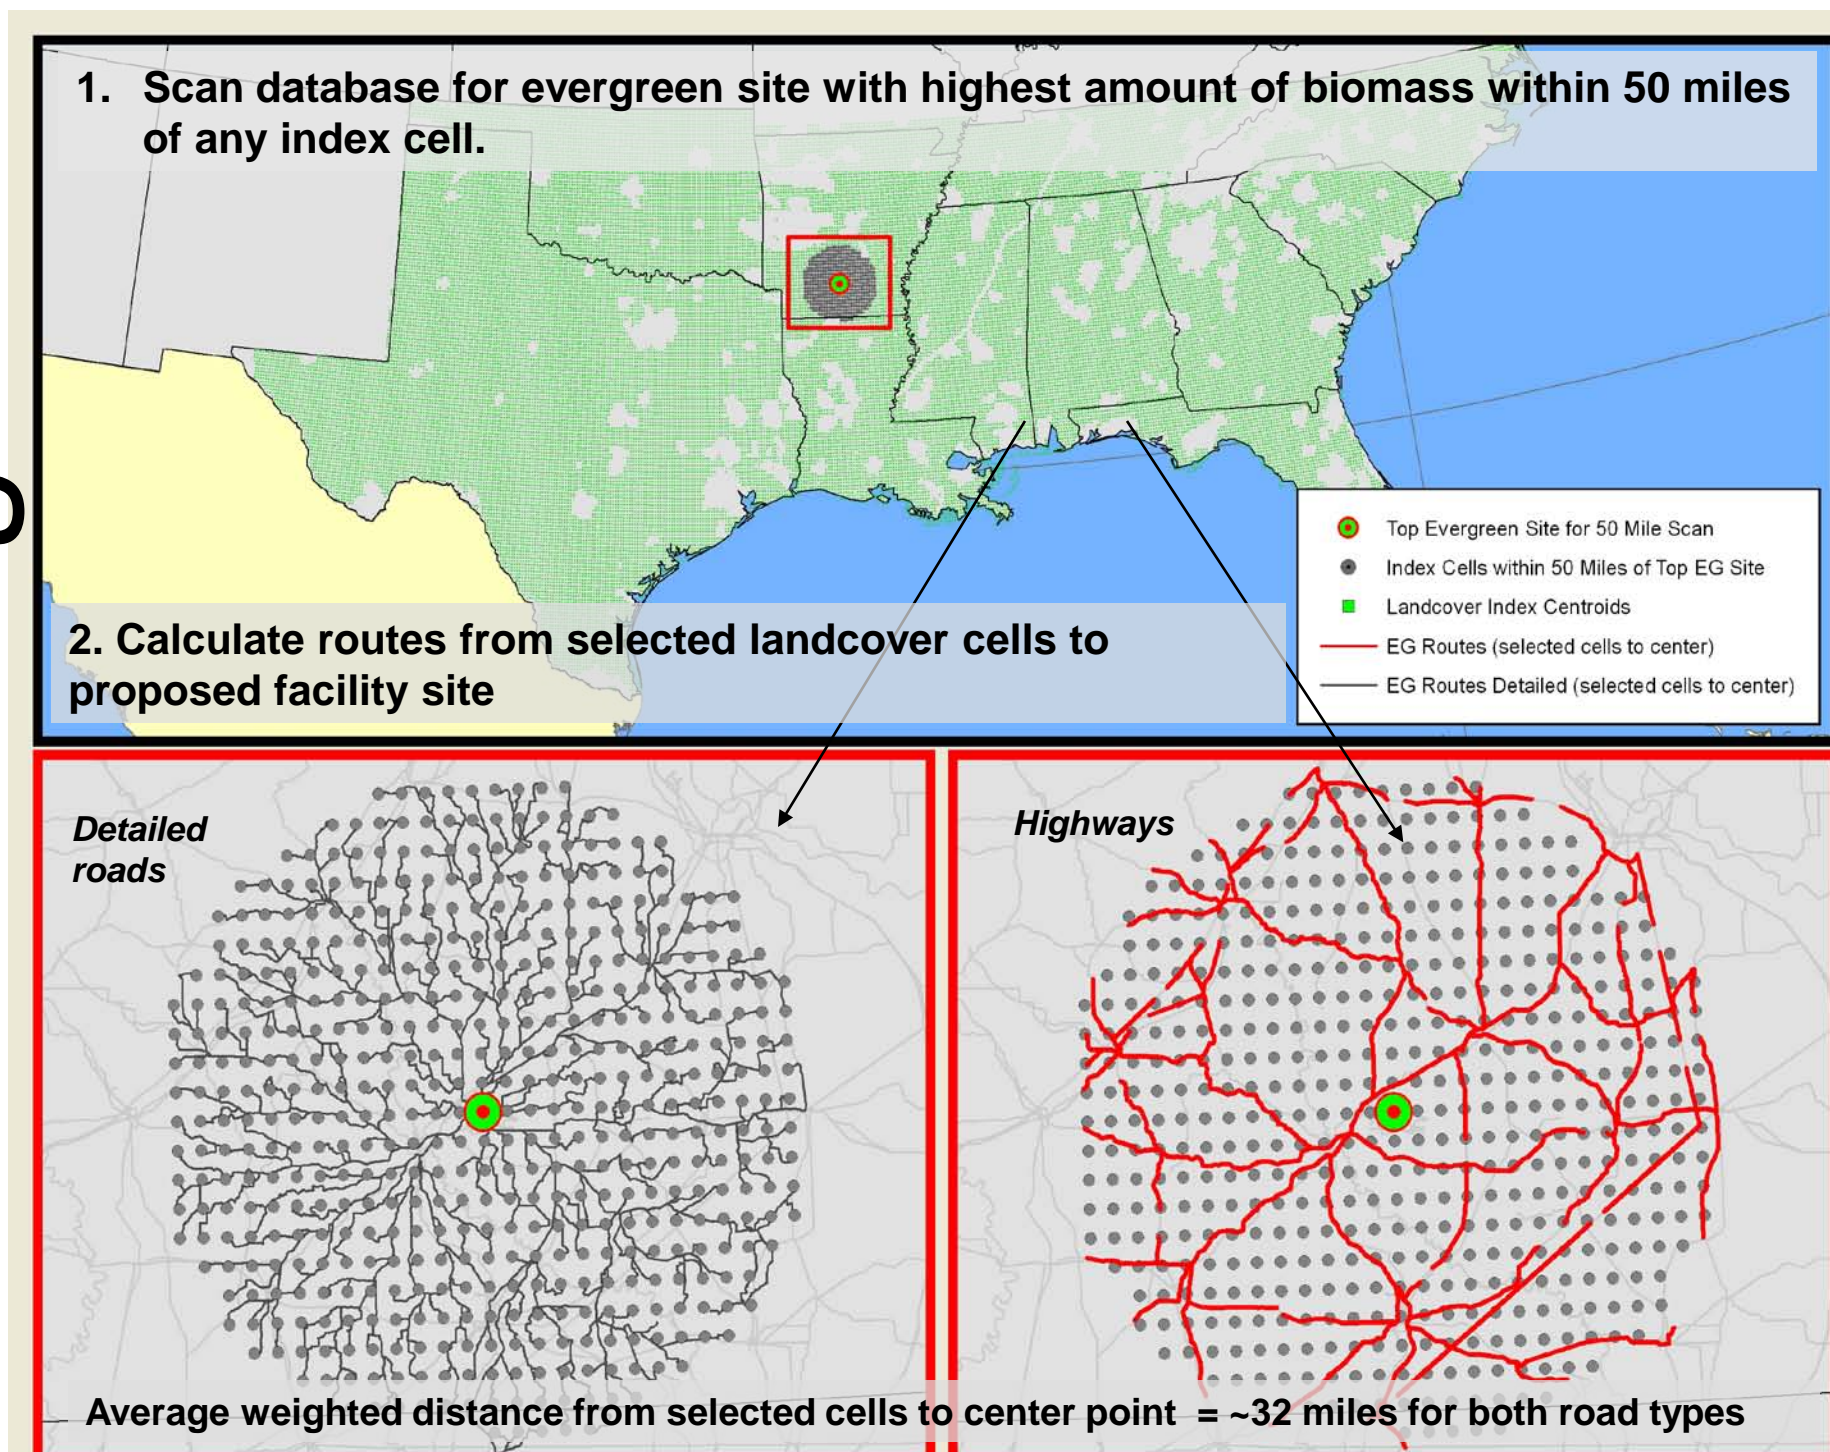 1. Scan database for evergreen site with highest amount of biomass within 50 miles
of any index cell.
Top Evergreen Site for 50 Mile Scan
Index Cells within 50 Miles of Top EG Site
Landcover Index Centroids
EG Routes (selected cells to center)
EG Routes Detailed (selected cells to center)
2. Calculate routes from selected landcover cells to
proposed facility site
Detailed
roads
Highways
Average weighted distance from selected cells to center point = ~32 miles for both road types